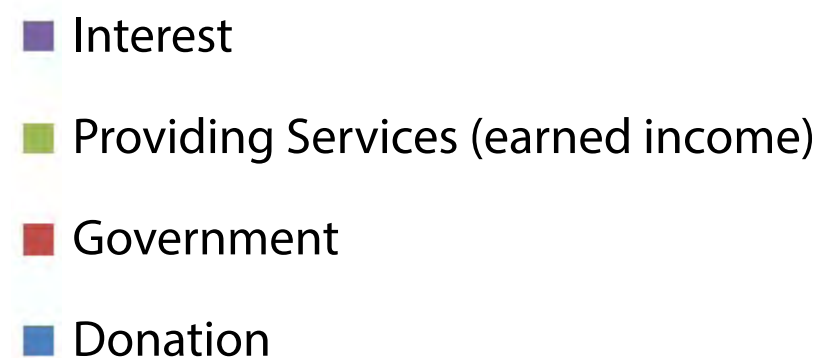 Interest
Providing Services (earned income)
Government
Donation